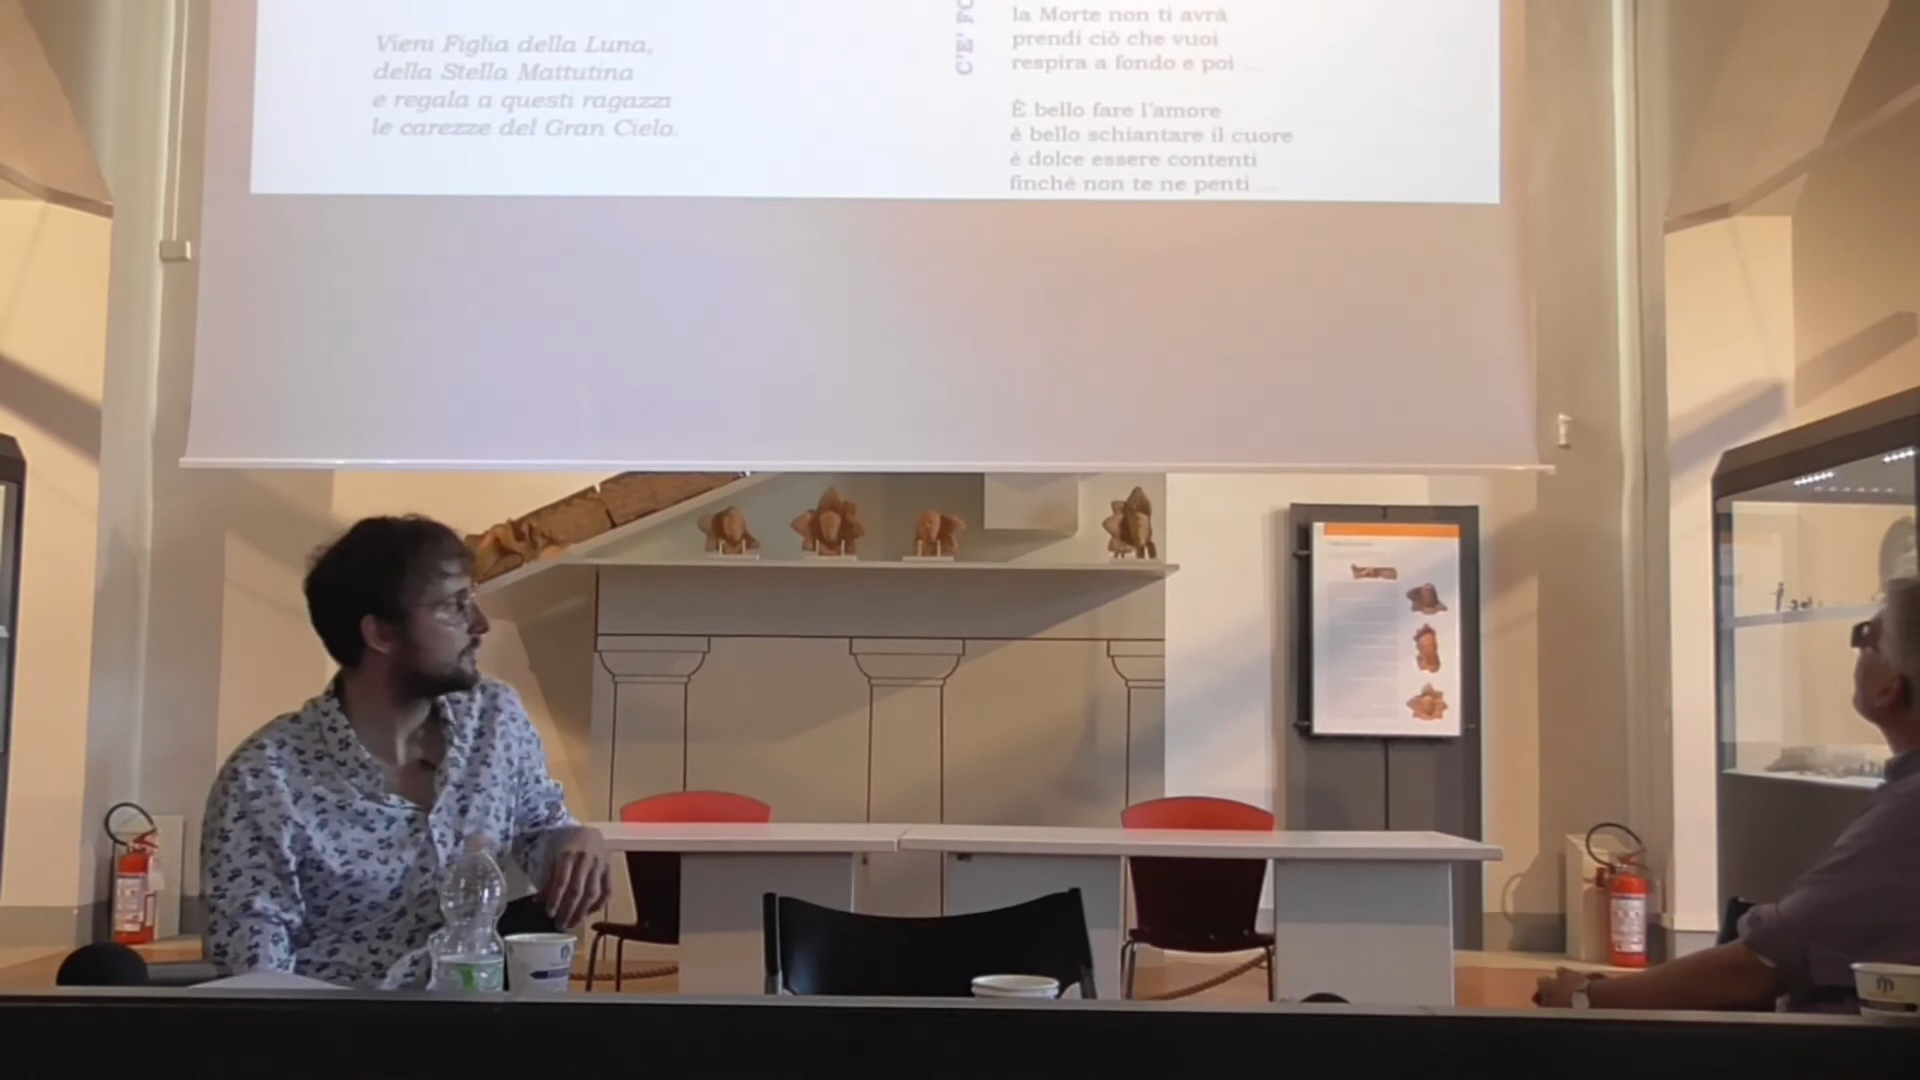 Vieni Figlia della Luna,
della Stella Mattutina
e regala a questi ragazzi
le carezze del Gran Cielo.
C'E' FO
la Morte non ti avrà
prendi ciò che vuoi
respira a fondo e poi ...
È bello fare l'amore
è bello schiantare il cuore
è dolce essere contenti
finchè non te ne penti ...